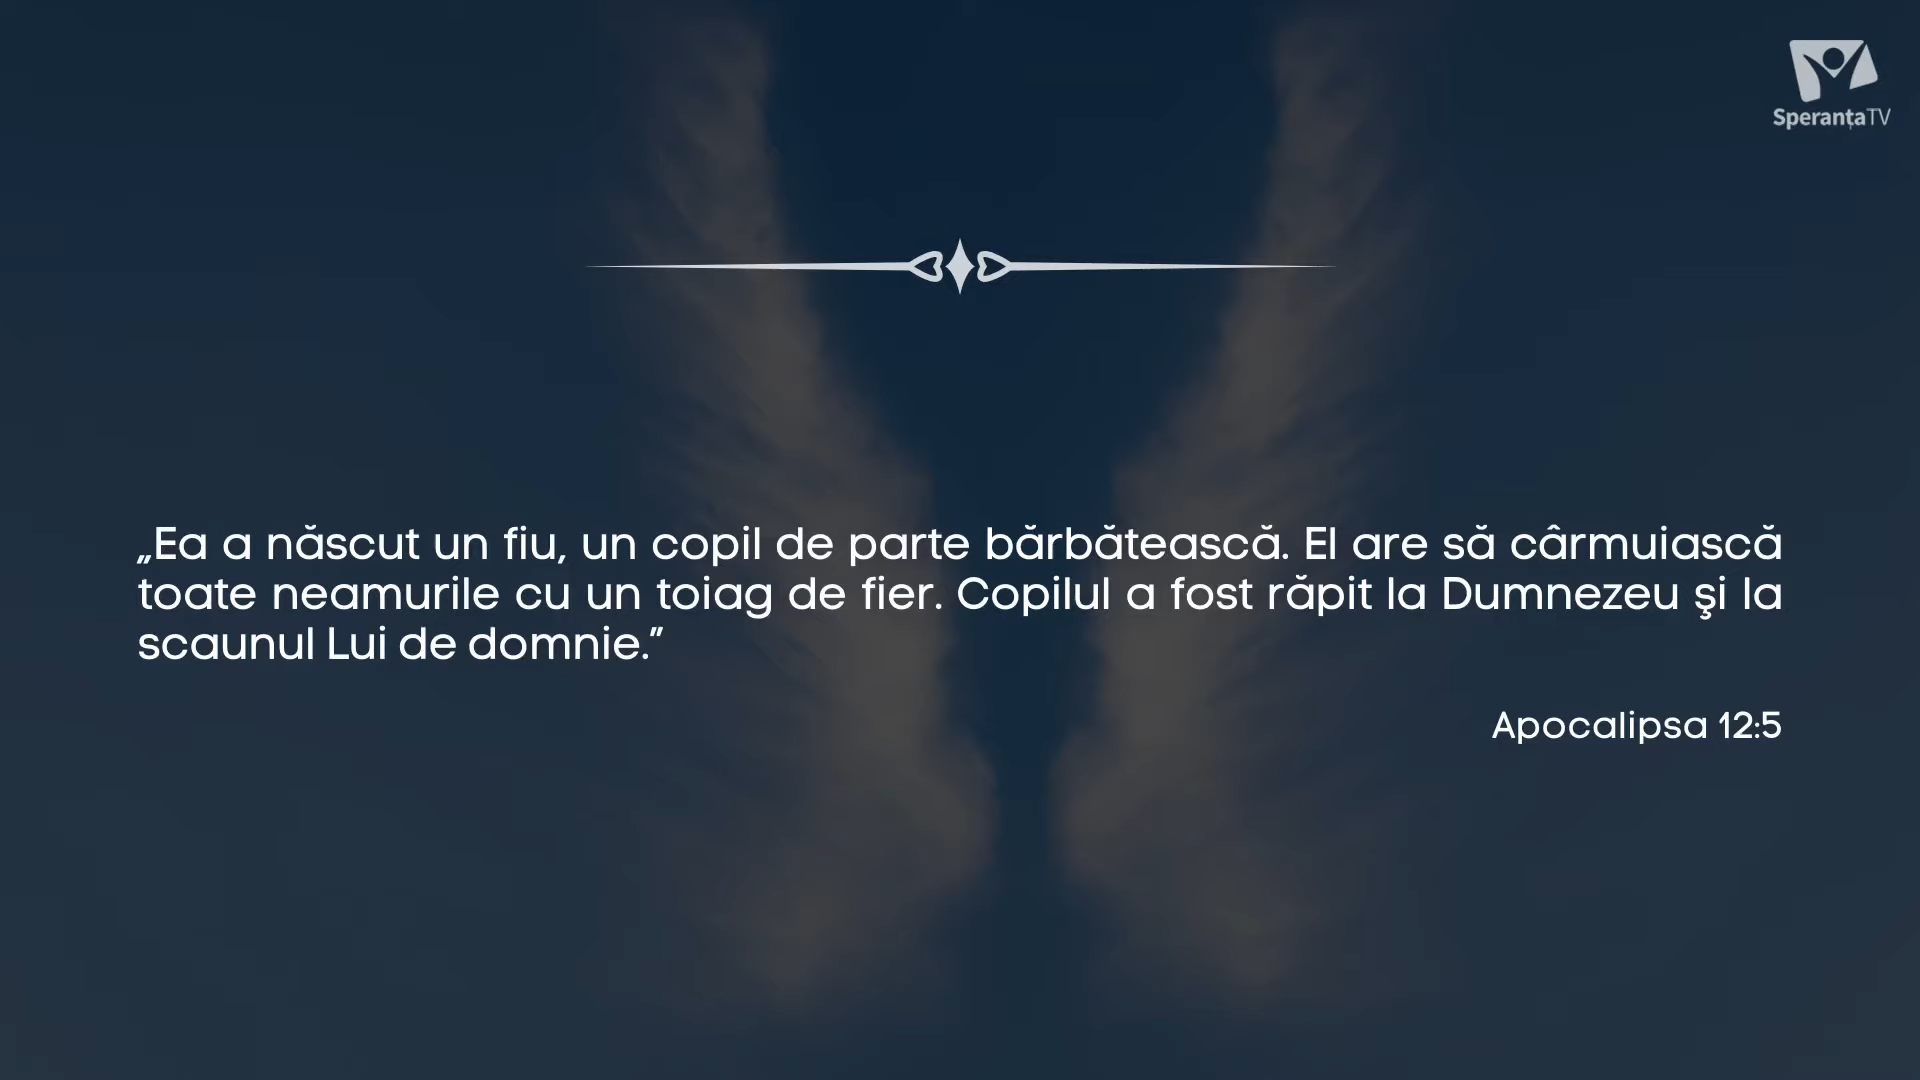 SperanțaTV
„Ea a născut un fiu, un copil de parte bărbătească. El are să cârmuiască
toate neamurile cu un toiag de fier. Copilul a fost răpit la Dumnezeu şi la
scaunul Lui de domnie.”
Apocalipsa 12:5